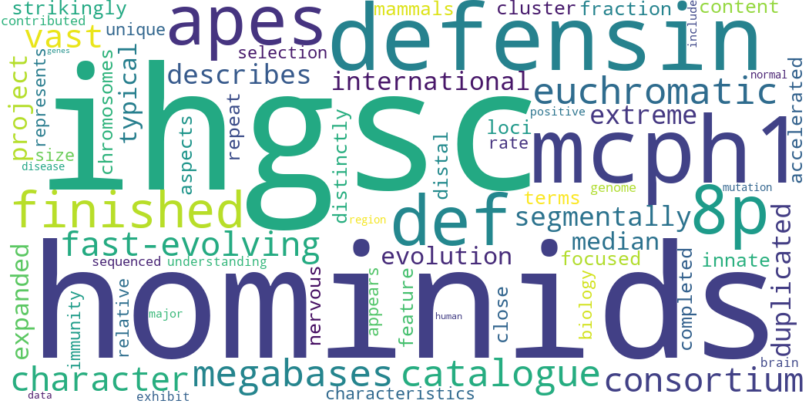 strikingly
contributed
genes
vast
unique
apes
mammals
cluster
fraction
content
include
selection
defensin
describes
international
euchromatic
normal
project
represents
chromosomes
typical
repeat
ihgsc
loci
rate
positive
extreme
accelerated
mcph1
size
disease
aspects
distinctly
distal
terms
genome
mutation
finished
region
def
segmentally
8p
fast-evolving
evolution
median
duplicated
sequenced
understanding
focused
innate
hominids
expanded
immunity
relative
major
nervous
appears
feature
human
close
biology
completed
brain
character
megabases
catalogue
consortium
data
exhibit
characteristics